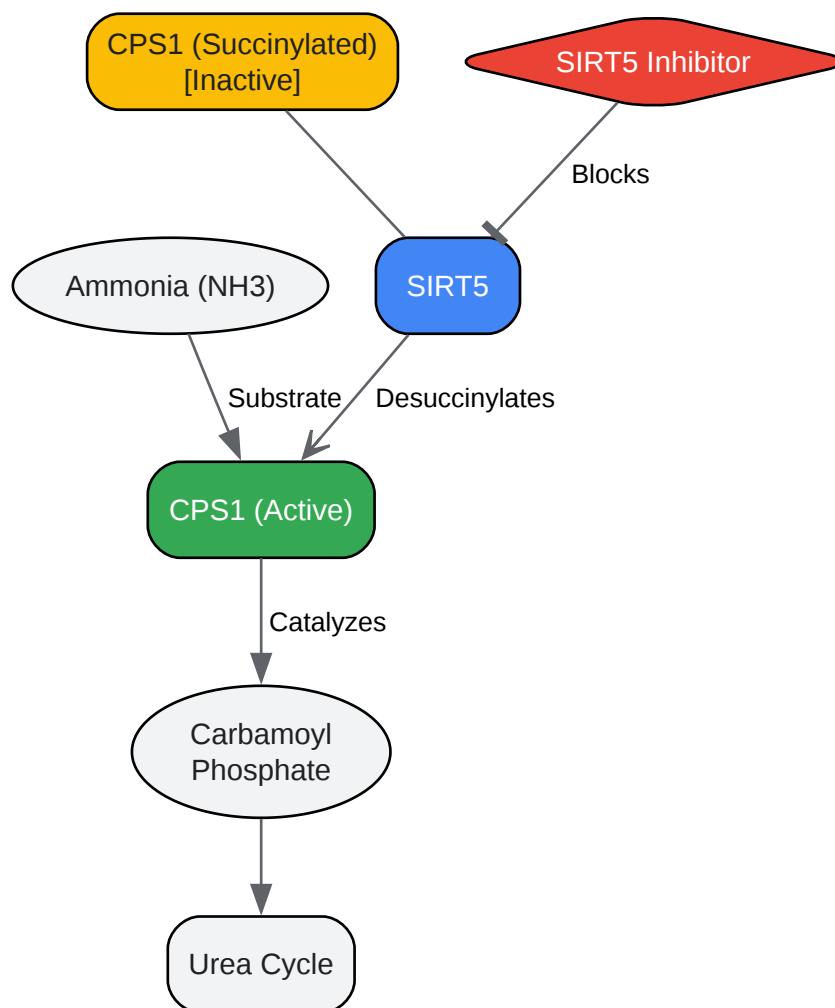 CPS1 (Succinylated)
[Inactive]
SIRT5 Inhibitor
Blocks
Ammonia (NH3)
SIRT5
Substrate
Desuccinylates
CPS1 (Active)
Catalyzes
Carbamoyl
Phosphate
Urea Cycle